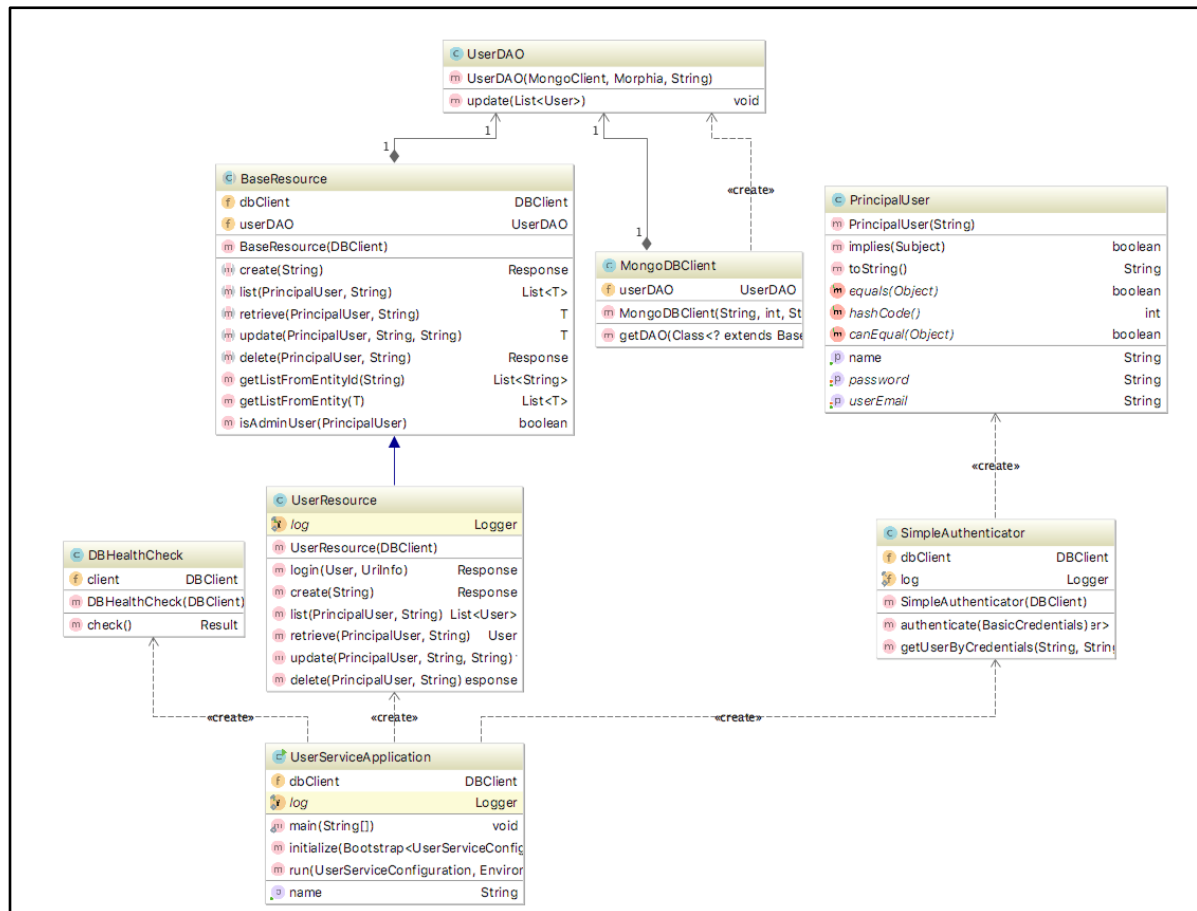 UserDAO
UserDAO(MongoClient, Morphia, String)
update(List<User>) void
1
1
1
1
«create»
BaseResource
dbClient DBClient
userDAO UserDAO
BaseResource(DBClient)
create(String) Response
list(PrincipalUser, String) List<T>
retrieve(PrincipalUser, String) T
update(PrincipalUser, String, String) T
delete(PrincipalUser, String) Response
getListFromEntityId(String) List<String>
getListFromEntity(T) List<T>
isAdminUser(PrincipalUser) boolean
MongoDBClient
userDAO UserDAO
MongoDBClient(String, int, St
getDAO(Class<? extends Base
PrincipalUser
PrincipalUser(String)
implies(Subject) boolean
toString() String
equals(Object) boolean
hashCode() int
canEqual(Object) boolean
name String
password String
userEmail String
«create»
UserResource
log Logger
UserResource(DBClient)
login(User, UriInfo) Response
create(String) Response
list(PrincipalUser, String) List<User>
retrieve(PrincipalUser, String) User
update(PrincipalUser, String, String)
delete(PrincipalUser, String) esponse
DBHealthCheck
client DBClient
DBHealthCheck(DBClient)
check() Result
SimpleAuthenticator
dbClient DBClient
log Logger
SimpleAuthenticator(DBClient)
authenticate(BasicCredentials) er>
getUserByCredentials(String, String
«create»
«create»
«create»
UserServiceApplication
dbClient DBClient
log Logger
main(String[]) void
initialize(Bootstrap<UserServiceConfig
run(UserServiceConfiguration, Environ
name String